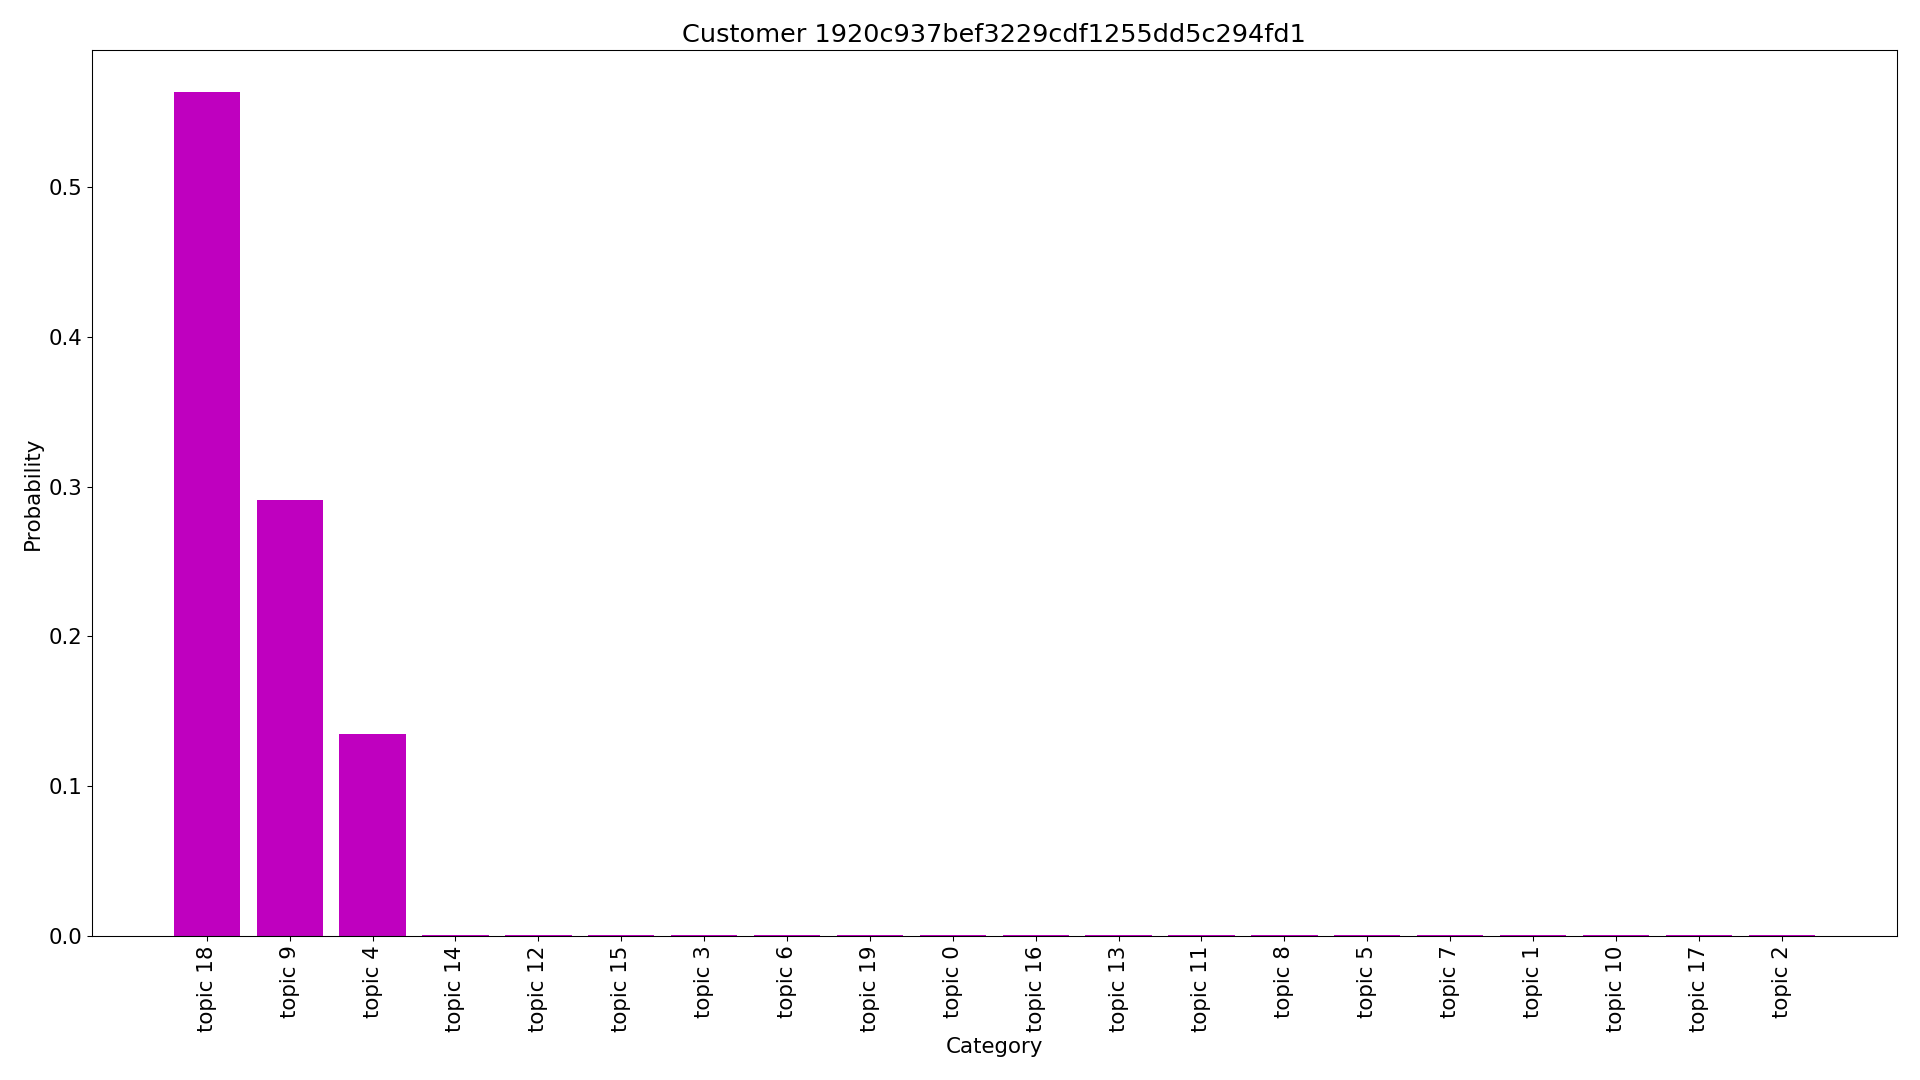 Customer 1920c937bef3229cdf1255dd5c294fd1
Probability
0.5
0.4
0.3
0.2
0.1
0.0
topic 18
topic 9
topic 4
topic 14
topic 12
topic 15
topic 3
topic 6
topic 19
topic 0
topic 16
topic 13
topic 11
topic 8
topic 5
topic 7
topic 1
topic 10
topic 17
topic 2
Category